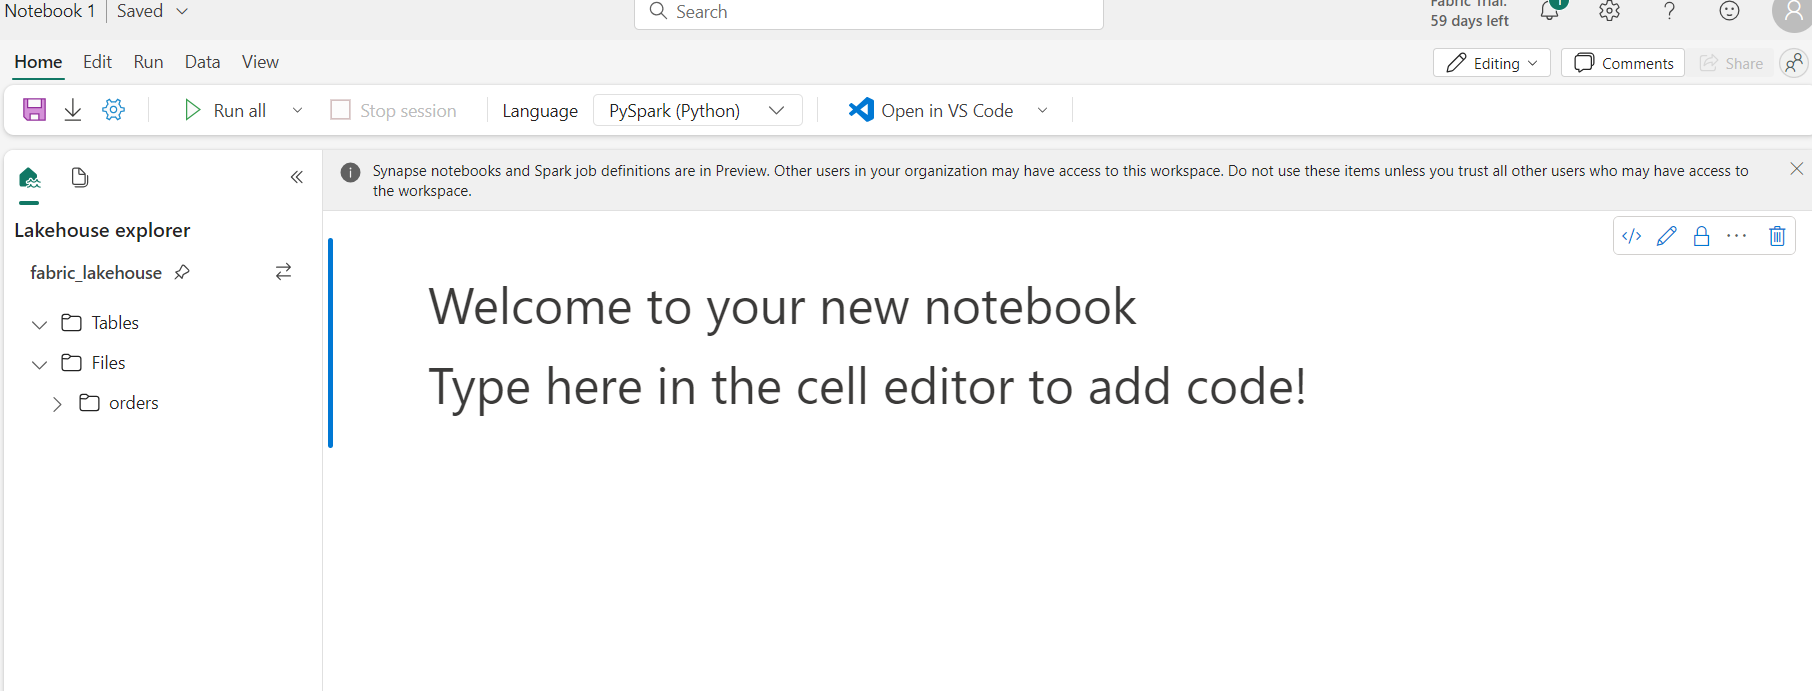 Notebook 1 Saved
Search
Fabric Trial:
59 days left
1
Home Edit Run Data View
Editing
Comments
Share
Run all
Stop session
Language
PySpark (Python)
Open in VS Code
Synapse notebooks and Spark job definitions are in Preview. Other users in your organization may have access to this workspace. Do not use these items unless you trust all other users who may have access to
the workspace.
Lakehouse explorer
fabric_lakehouse
Tables
Files
orders
Welcome to your new notebook
Type here in the cell editor to add code!